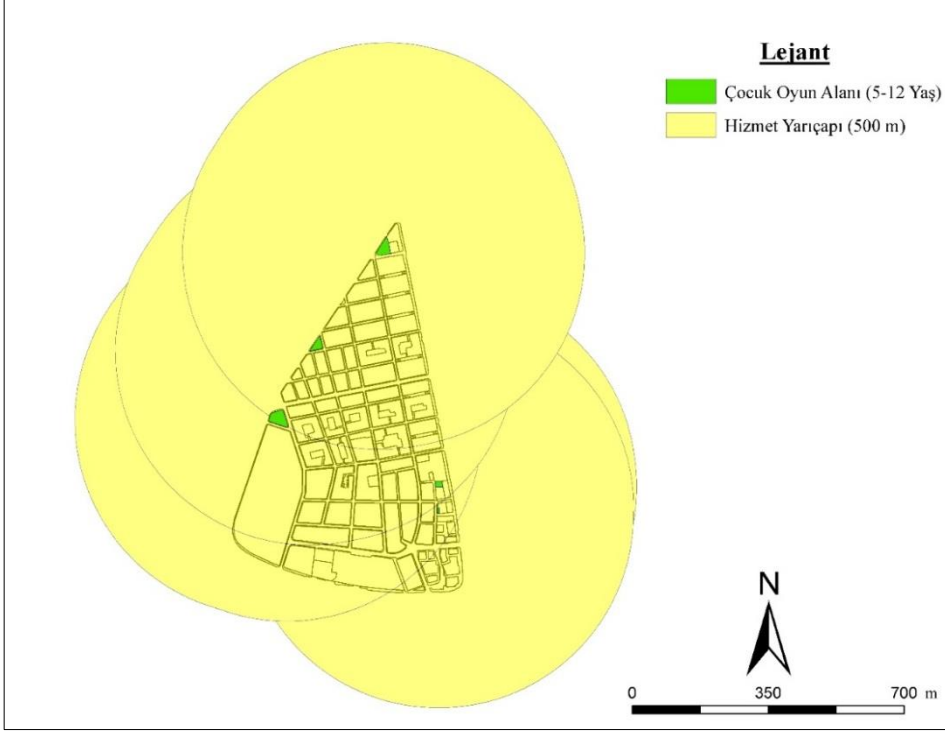 Lejant
Çocuk Oyun Alanı (5-12 Yaş)
Hizmet Yarıçapı (500 m)
N
0 350 700 m